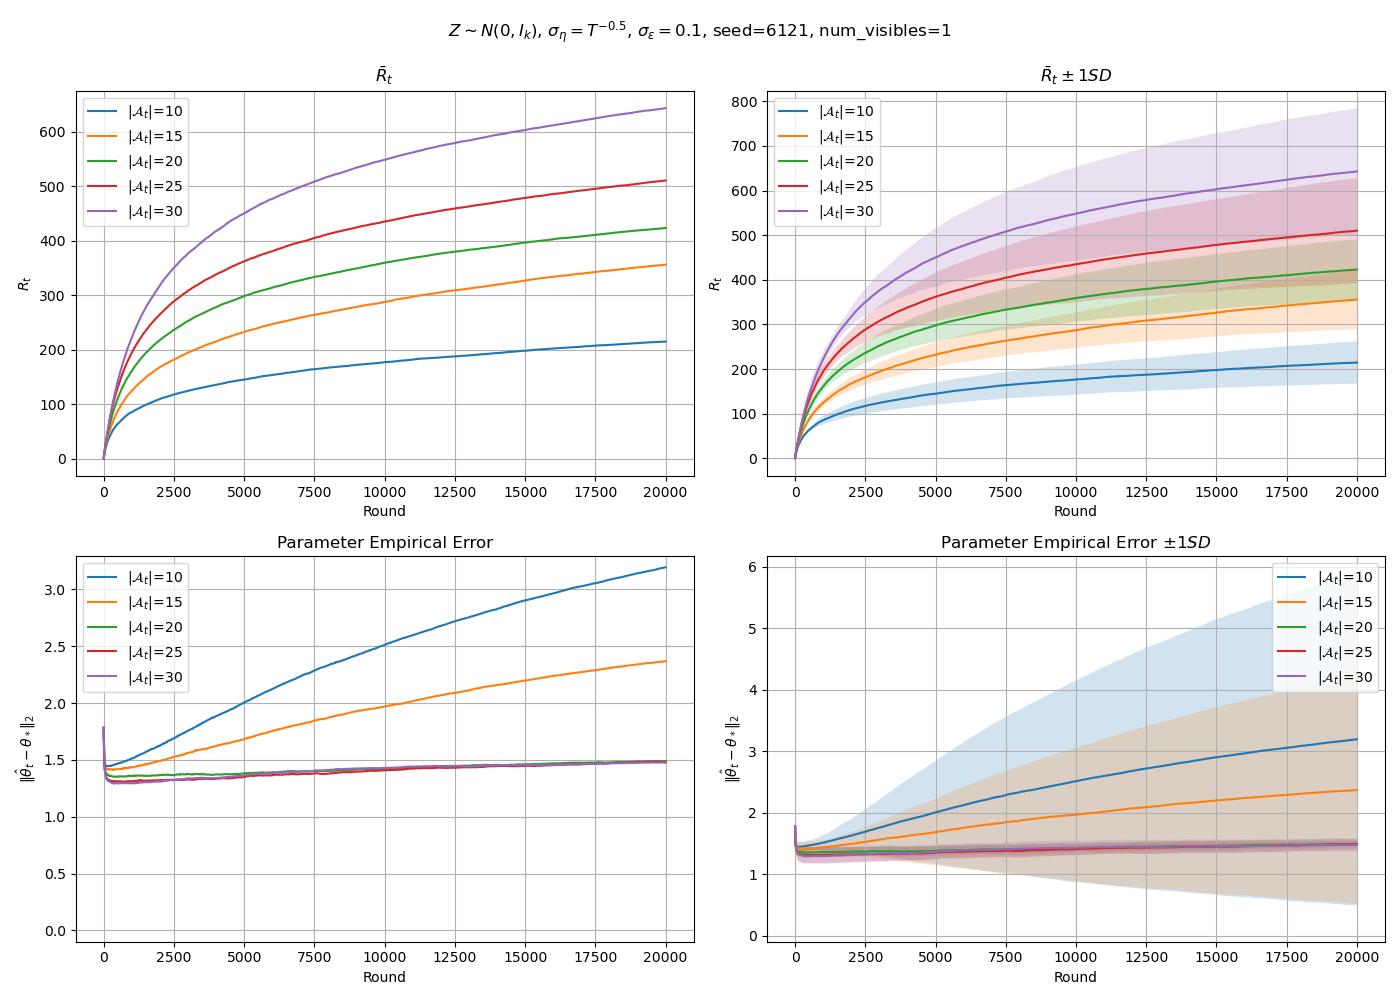 Z ∼ N(0, I_k), σ_η = T^{−0.5}, σ_ε = 0.1, seed=6121, num_visibles=1
R̄_t
R_t
600
500
400
300
200
100
0
|𝒜_t|=10
|𝒜_t|=15
|𝒜_t|=20
|𝒜_t|=25
|𝒜_t|=30
0 2500 5000 7500 10000 12500 15000 17500 20000
Round
R̄_t ± 1SD
R_t
800
700
600
500
400
300
200
100
0
|𝒜_t|=10
|𝒜_t|=15
|𝒜_t|=20
|𝒜_t|=25
|𝒜_t|=30
0 2500 5000 7500 10000 12500 15000 17500 20000
Round
Parameter Empirical Error
‖θ̂_t − θ_*‖_2
3.0
2.5
2.0
1.5
1.0
0.5
0.0
|𝒜_t|=10
|𝒜_t|=15
|𝒜_t|=20
|𝒜_t|=25
|𝒜_t|=30
0 2500 5000 7500 10000 12500 15000 17500 20000
Round
Parameter Empirical Error ±1SD
‖θ̂_t − θ_*‖_2
6
5
4
3
2
1
0
|𝒜_t|=10
|𝒜_t|=15
|𝒜_t|=20
|𝒜_t|=25
|𝒜_t|=30
0 2500 5000 7500 10000 12500 15000 17500 20000
Round